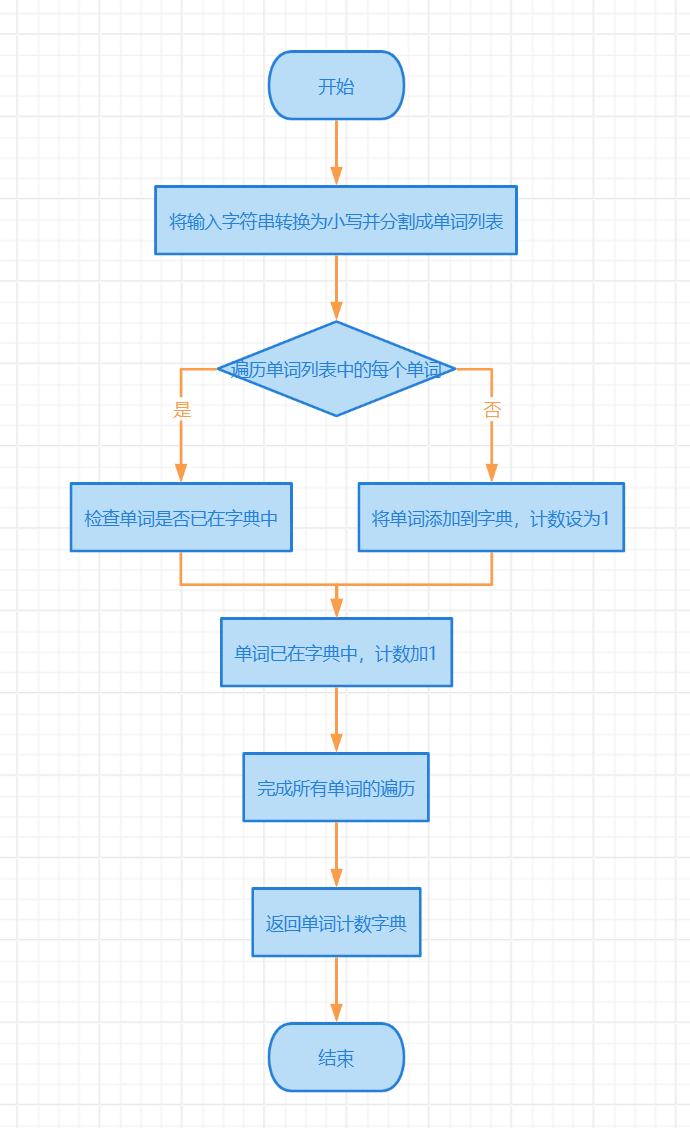 开始
将输入字符串转换为小写并分割成单词列表
遍历单词列表中的每个单词
是
否
检查单词是否已在字典中
将单词添加到字典，计数设为1
单词已在字典中，计数加1
完成所有单词的遍历
返回单词计数字典
结束